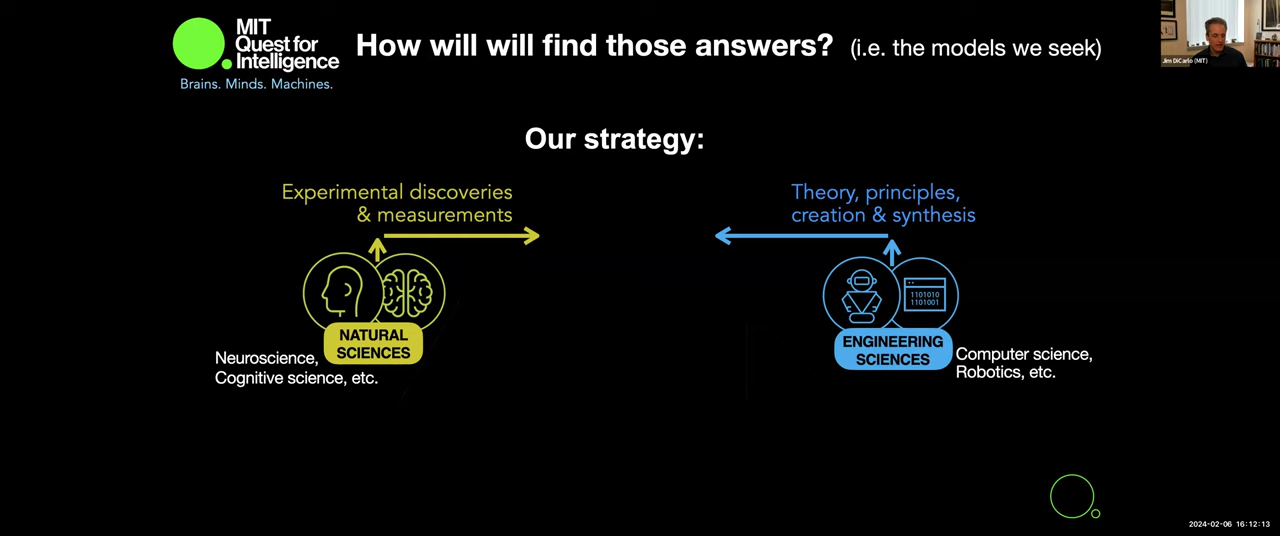 MIT
Quest for
Intelligence
Brains. Minds. Machines.
How will will find those answers? (i.e. the models we seek)
Jim DiCarlo (MIT)
Our strategy:
Experimental discoveries
& measurements
Theory, principles,
creation & synthesis
1101010
1101001
NATURAL
SCIENCES
Neuroscience,
Cognitive science, etc.
ENGINEERING
SCIENCES
Computer science,
Robotics, etc.
2024-02-06 16:12:13